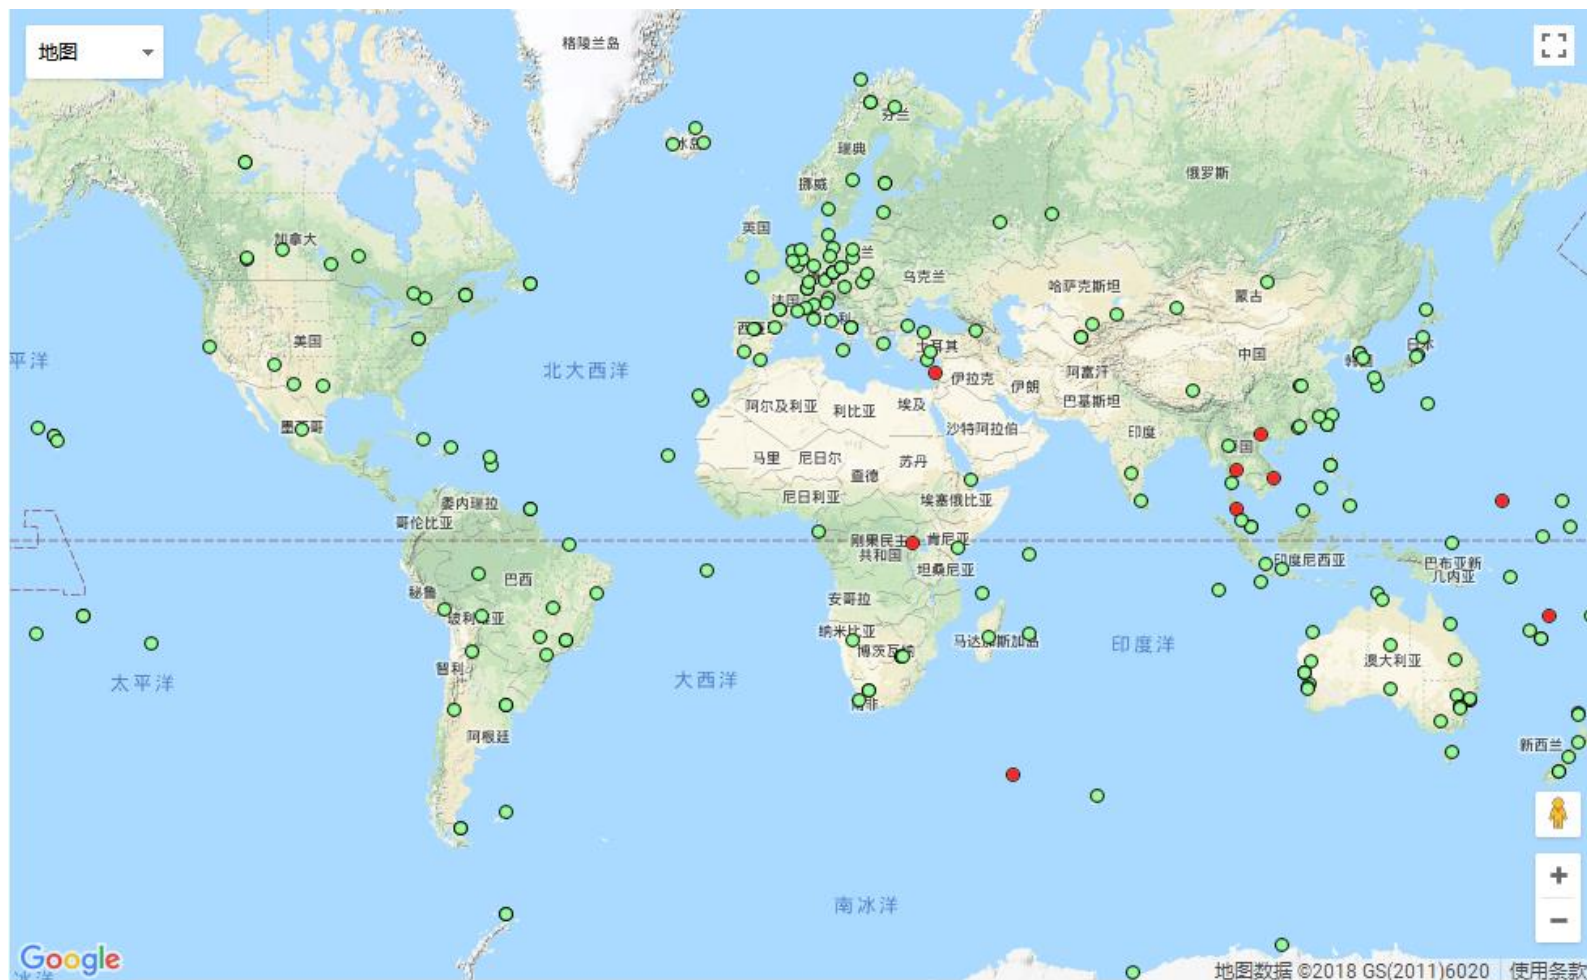 地图
格陵兰岛
冰岛
芬兰
瑞典
挪威
俄罗斯
英国
加拿大
乌克兰
哈萨克斯坦
蒙古
法国
美国
土耳其
中国
韩国
日本
平洋
北大西洋
伊拉克
伊朗
阿富汗
巴基斯坦
阿尔及利亚
利比亚
埃及
沙特阿拉伯
印度
墨西哥
马里
尼日尔
乍得
苏丹
尼日利亚
埃塞俄比亚
委内瑞拉
哥伦比亚
刚果民主
共和国
肯尼亚
坦桑尼亚
印度尼西亚
巴布亚新
几内亚
巴西
秘鲁
玻利维亚
安哥拉
纳米比亚
博茨瓦纳
马达加斯加岛
印度洋
澳大利亚
智利
太平洋
大西洋
南非
阿根廷
新西兰
南冰洋
Google
地图数据 ©2018 GS(2011)6020
使用条款